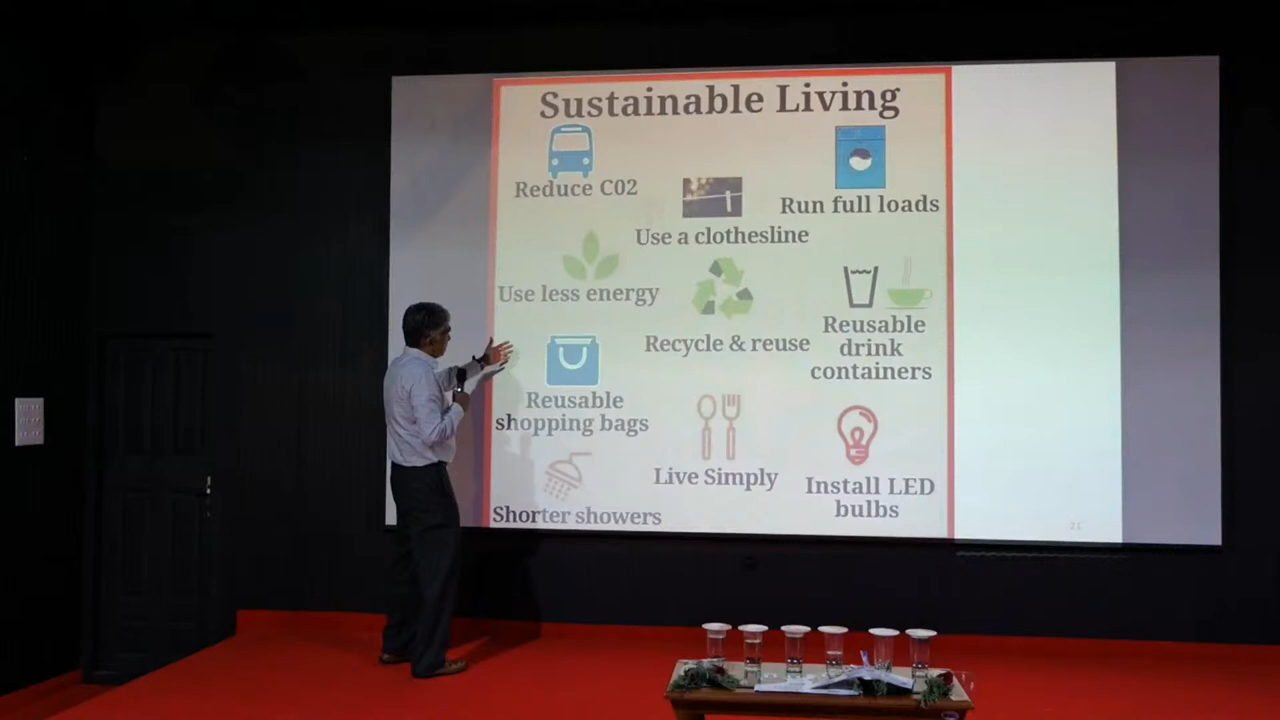 Sustainable Living
Reduce C02
Run full loads
Use a clothesline
Use less energy
Recycle & reuse
Reusable
drink
containers
Reusable
shopping bags
Live Simply
Install LED
bulbs
Shorter showers
21